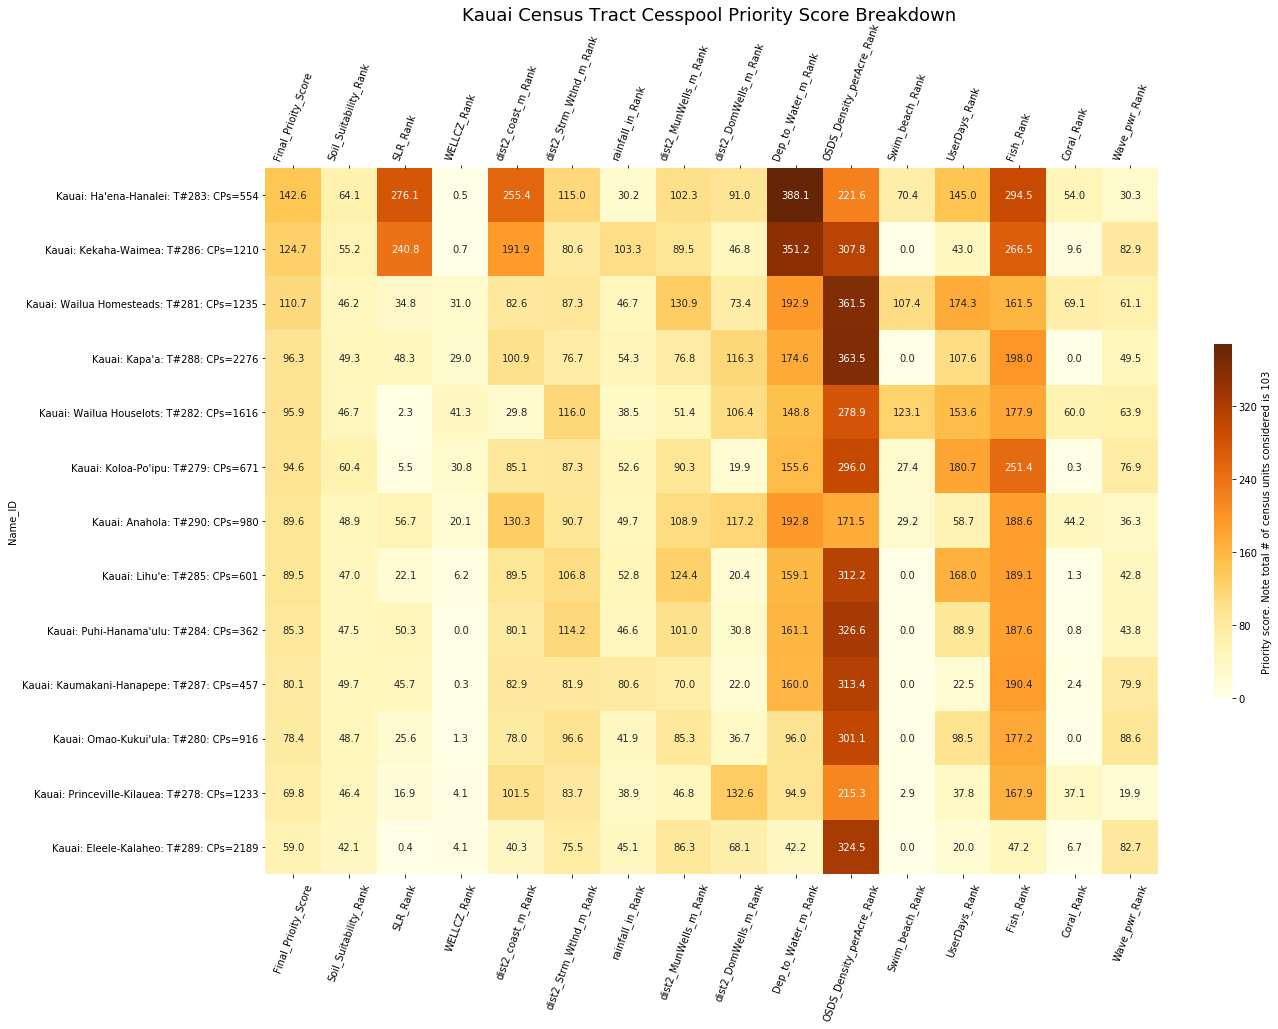 Kauai Census Tract Cesspool Priority Score Breakdown
Final_Prioity_Score
Soil_Suitability_Rank
SLR_Rank
WELLCZ_Rank
dist2_coast_m_Rank
dist2_Strm_Wtlnd_m_Rank
rainfall_in_Rank
dist2_MunWells_m_Rank
dist2_DomWells_m_Rank
Dep_to_Water_m_Rank
OSDS_Density_perAcre_Rank
Swim_beach_Rank
UserDays_Rank
Fish_Rank
Coral_Rank
Wave_pwr_Rank
Name_ID
Kauai: Ha'ena-Hanalei: T#283: CPs=554 142.6 64.1 276.1 0.5 255.4 115.0 30.2 102.3 91.0 388.1 221.6 70.4 145.0 294.5 54.0 30.3
Kauai: Kekaha-Waimea: T#286: CPs=1210 124.7 55.2 240.8 0.7 191.9 80.6 103.3 89.5 46.8 351.2 307.8 0.0 43.0 266.5 9.6 82.9
Kauai: Wailua Homesteads: T#281: CPs=1235 110.7 46.2 34.8 31.0 82.6 87.3 46.7 130.9 73.4 192.9 361.5 107.4 174.3 161.5 69.1 61.1
Kauai: Kapa'a: T#288: CPs=2276 96.3 49.3 48.3 29.0 100.9 76.7 54.3 76.8 116.3 174.6 363.5 0.0 107.6 198.0 0.0 49.5
Kauai: Wailua Houselots: T#282: CPs=1616 95.9 46.7 2.3 41.3 29.8 116.0 38.5 51.4 106.4 148.8 278.9 123.1 153.6 177.9 60.0 63.9
Kauai: Koloa-Po'ipu: T#279: CPs=671 94.6 60.4 5.5 30.8 85.1 87.3 52.6 90.3 19.9 155.6 296.0 27.4 180.7 251.4 0.3 76.9
Kauai: Anahola: T#290: CPs=980 89.6 48.9 56.7 20.1 130.3 90.7 49.7 108.9 117.2 192.8 171.5 29.2 58.7 188.6 44.2 36.3
Kauai: Lihu'e: T#285: CPs=601 89.5 47.0 22.1 6.2 89.5 106.8 52.8 124.4 20.4 159.1 312.2 0.0 168.0 189.1 1.3 42.8
Kauai: Puhi-Hanama'ulu: T#284: CPs=362 85.3 47.5 50.3 0.0 80.1 114.2 46.6 101.0 30.8 161.1 326.6 0.0 88.9 187.6 0.8 43.8
Kauai: Kaumakani-Hanapepe: T#287: CPs=457 80.1 49.7 45.7 0.3 82.9 81.9 80.6 70.0 22.0 160.0 313.4 0.0 22.5 190.4 2.4 79.9
Kauai: Omao-Kukui'ula: T#280: CPs=916 78.4 48.7 25.6 1.3 78.0 96.6 41.9 85.3 36.7 96.0 301.1 0.0 98.5 177.2 0.0 88.6
Kauai: Princeville-Kilauea: T#278: CPs=1233 69.8 46.4 16.9 4.1 101.5 83.7 38.9 46.8 132.6 94.9 215.3 2.9 37.8 167.9 37.1 19.9
Kauai: Eleele-Kalaheo: T#289: CPs=2189 59.0 42.1 0.4 4.1 40.3 75.5 45.1 86.3 68.1 42.2 324.5 0.0 20.0 47.2 6.7 82.7
Final_Prioity_Score
Soil_Suitability_Rank
SLR_Rank
WELLCZ_Rank
dist2_coast_m_Rank
dist2_Strm_Wtlnd_m_Rank
rainfall_in_Rank
dist2_MunWells_m_Rank
dist2_DomWells_m_Rank
Dep_to_Water_m_Rank
OSDS_Density_perAcre_Rank
Swim_beach_Rank
UserDays_Rank
Fish_Rank
Coral_Rank
Wave_pwr_Rank
320
240
160
80
0
Priority score. Note total # of census units considered is 103